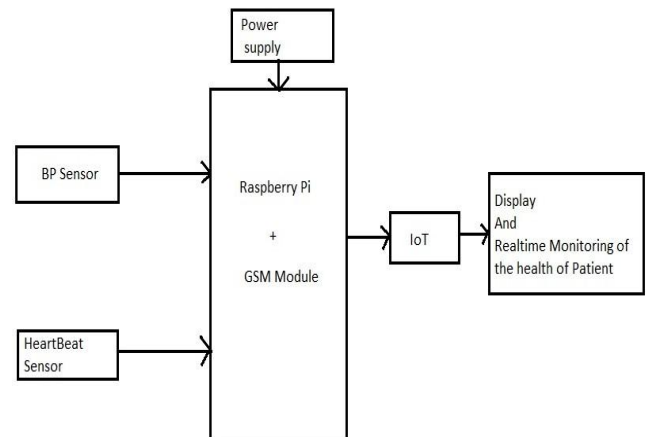 Power
supply
BP Sensor
Raspberry Pi
+
GSM Module
IoT
Display
And
Realtime Monitoring of
the health of Patient
HeartBeat
Sensor